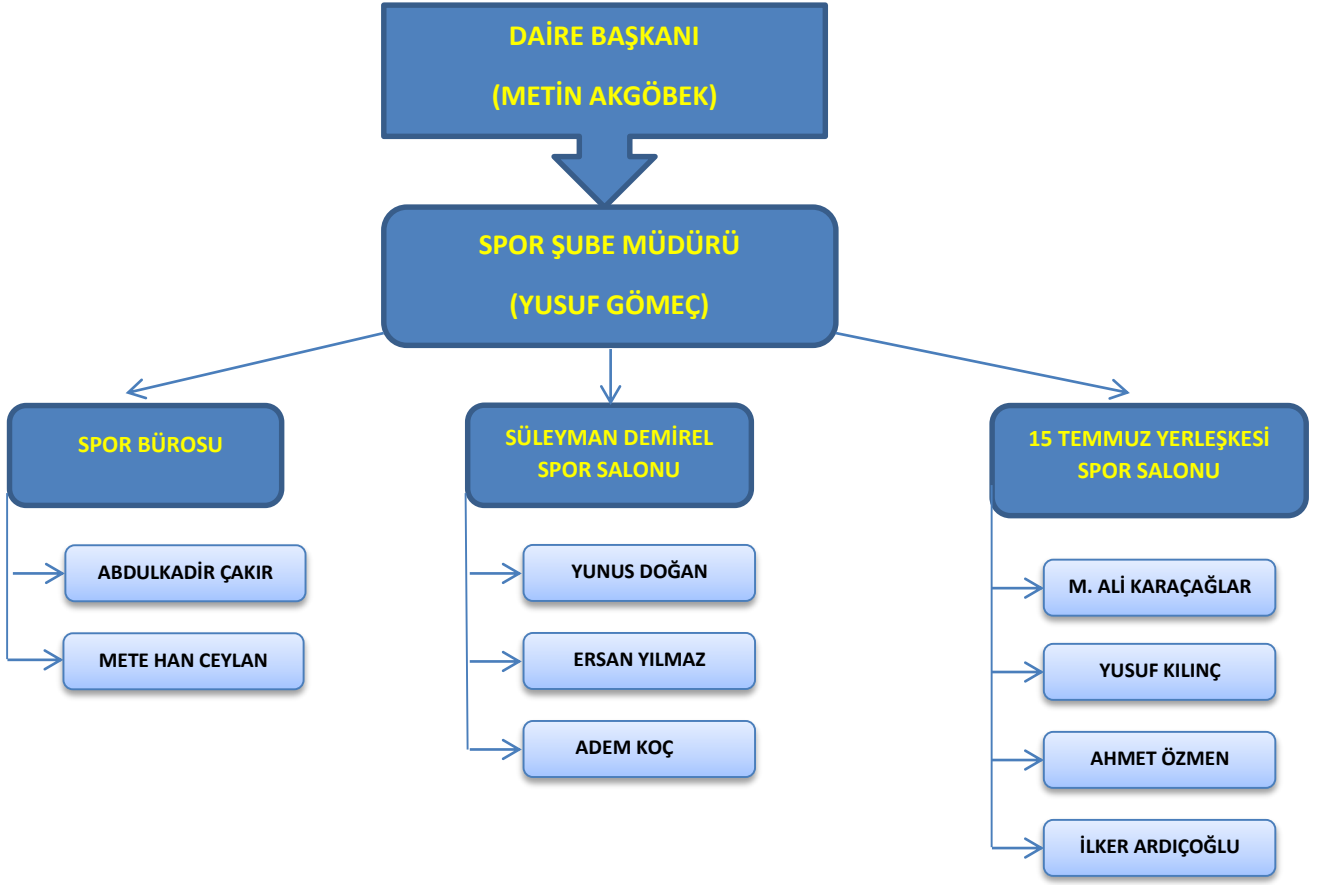 DAİRE BAŞKANI
(METİN AKGÖBEK)
SPOR ŞUBE MÜDÜRÜ
(YUSUF GÖMEÇ)
SPOR BÜROSU
ABDULKADİR ÇAKIR
METE HAN CEYLAN
SÜLEYMAN DEMİREL
SPOR SALONU
YUNUS DOĞAN
ERSAN YILMAZ
ADEM KOÇ
15 TEMMUZ YERLEŞKESİ
SPOR SALONU
M. ALİ KARAÇAĞLAR
YUSUF KILINÇ
AHMET ÖZMEN
İLKER ARDIÇOĞLU